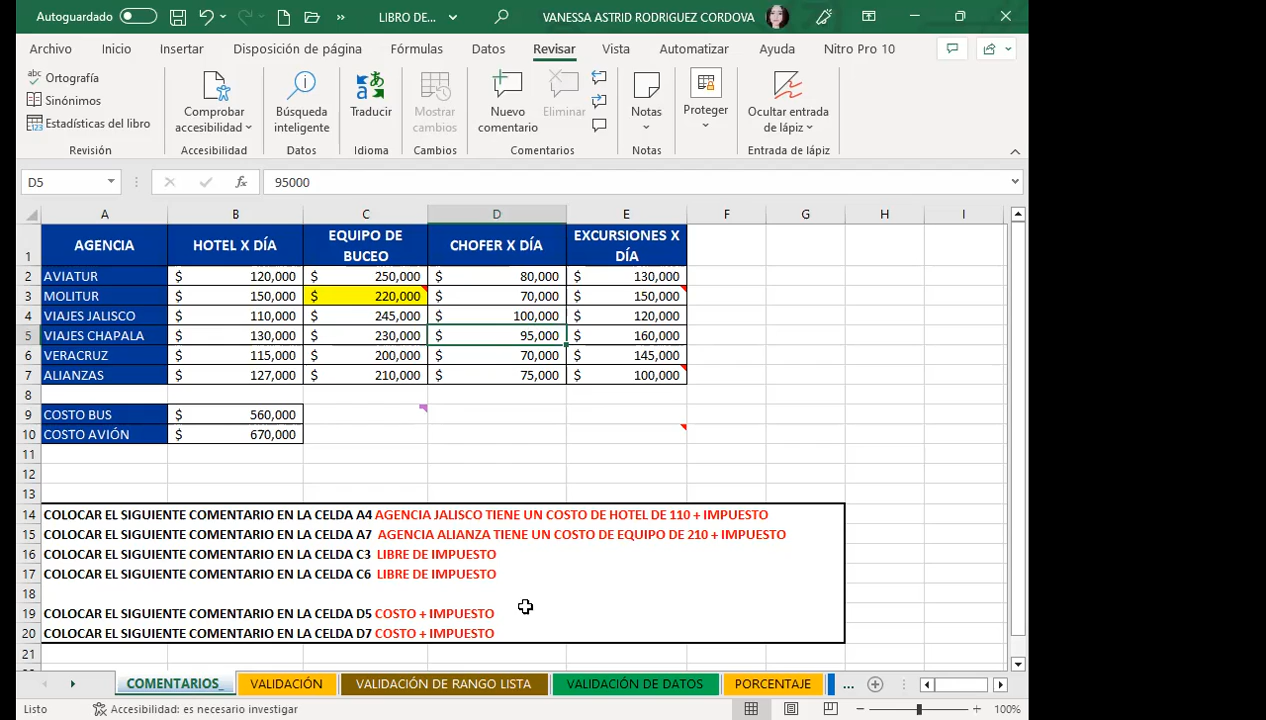 Autoguardado
LIBRO DE...
VANESSA ASTRID RODRIGUEZ CORDOVA
Archivo Inicio Insertar Disposición de página Fórmulas Datos Revisar Vista Automatizar Ayuda Nitro Pro 10
abc Ortografía
Sinónimos
123 Estadísticas del libro
Revisión
Comprobar accesibilidad
Accesibilidad
Búsqueda inteligente
Datos
Traducir
Idioma
Mostrar cambios
Cambios
Nuevo comentario
Eliminar
Comentarios
Notas
Notas
Proteger
Ocultar entrada de lápiz
Entrada de lápiz
D5 fx 95000
A B C D E F G H I
1 AGENCIA HOTEL X DÍA EQUIPO DE BUCEO CHOFER X DÍA EXCURSIONES X DÍA
2 AVIATUR $ 120,000 $ 250,000 $ 80,000 $ 130,000
3 MOLITUR $ 150,000 $ 220,000 $ 70,000 $ 150,000
4 VIAJES JALISCO $ 110,000 $ 245,000 $ 100,000 $ 120,000
5 VIAJES CHAPALA $ 130,000 $ 230,000 $ 95,000 $ 160,000
6 VERACRUZ $ 115,000 $ 200,000 $ 70,000 $ 145,000
7 ALIANZAS $ 127,000 $ 210,000 $ 75,000 $ 100,000
8
9 COSTO BUS $ 560,000
10 COSTO AVIÓN $ 670,000
11
12
13
14 COLOCAR EL SIGUIENTE COMENTARIO EN LA CELDA A4 AGENCIA JALISCO TIENE UN COSTO DE HOTEL DE 110 + IMPUESTO
15 COLOCAR EL SIGUIENTE COMENTARIO EN LA CELDA A7 AGENCIA ALIANZA TIENE UN COSTO DE EQUIPO DE 210 + IMPUESTO
16 COLOCAR EL SIGUIENTE COMENTARIO EN LA CELDA C3 LIBRE DE IMPUESTO
17 COLOCAR EL SIGUIENTE COMENTARIO EN LA CELDA C6 LIBRE DE IMPUESTO
18
19 COLOCAR EL SIGUIENTE COMENTARIO EN LA CELDA D5 COSTO + IMPUESTO
20 COLOCAR EL SIGUIENTE COMENTARIO EN LA CELDA D7 COSTO + IMPUESTO
21
COMENTARIOS_ VALIDACIÓN VALIDACIÓN DE RANGO LISTA VALIDACIÓN DE DATOS PORCENTAJE ...
Listo Accesibilidad: es necesario investigar 100%